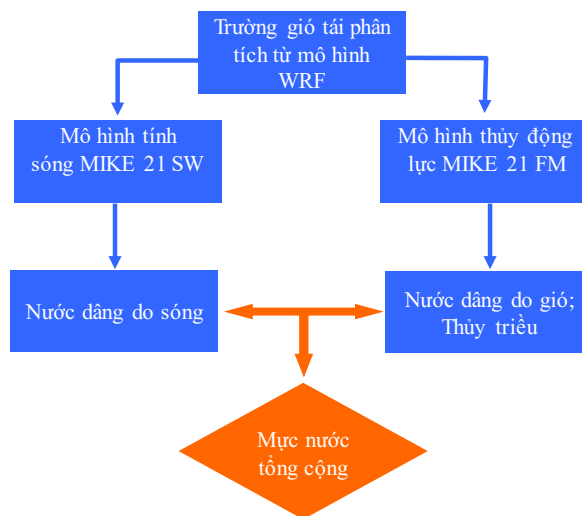 Trường gió tái phân
tích từ mô hình
WRF
Mô hình tính
sóng MIKE 21 SW
Mô hình thủy động
lực MIKE 21 FM
Nước dâng do sóng
Nước dâng do gió;
Thủy triều
Mực nước
tổng cộng